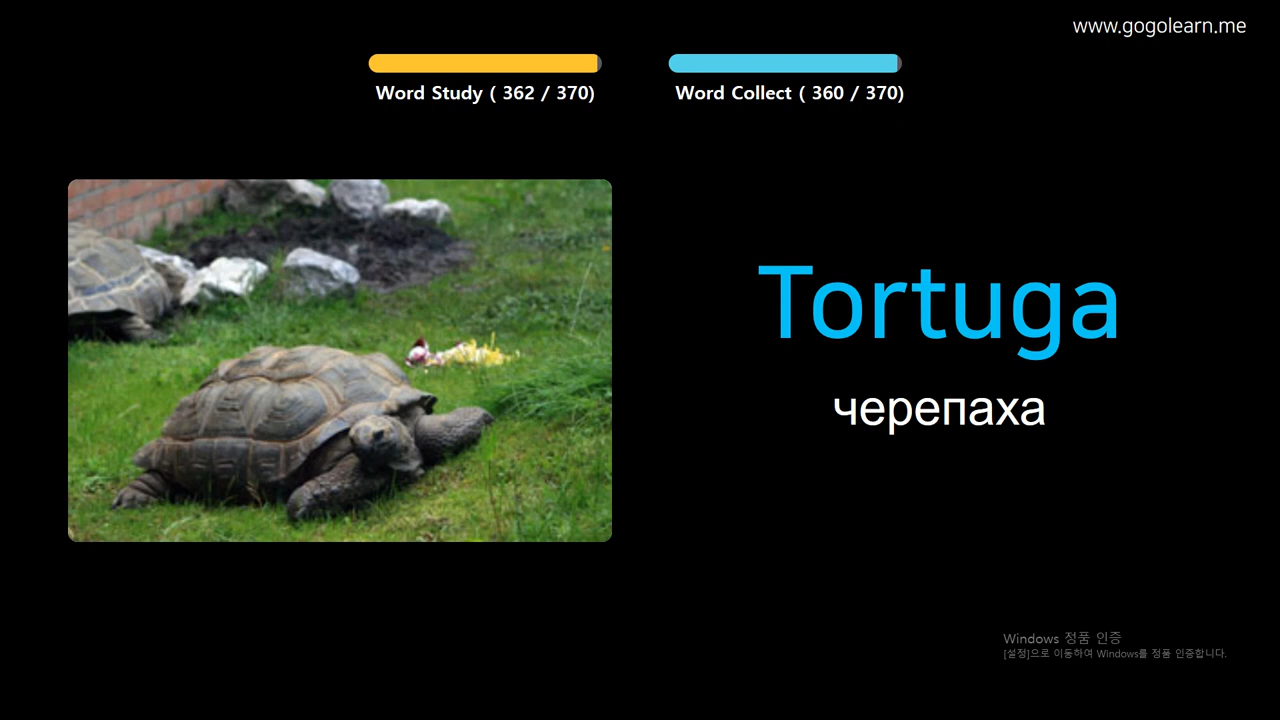 www.gogolearn.me
Word Study ( 362 / 370)
Word Collect ( 360 / 370)
Tortuga
черепаха
Windows 정품 인증
[설정]으로 이동하여 Windows를 정품 인증합니다.